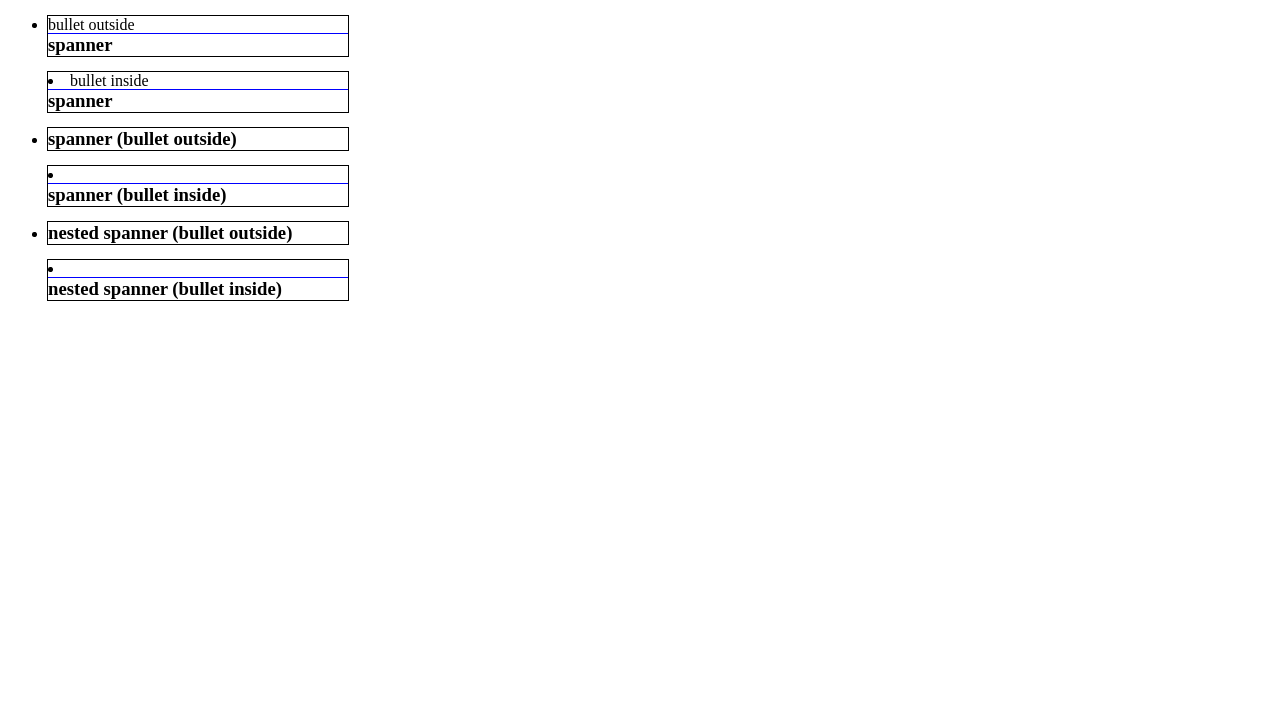 bullet outside
spanner
bullet inside
spanner
spanner (bullet outside)
spanner (bullet inside)
nested spanner (bullet outside)
nested spanner (bullet inside)